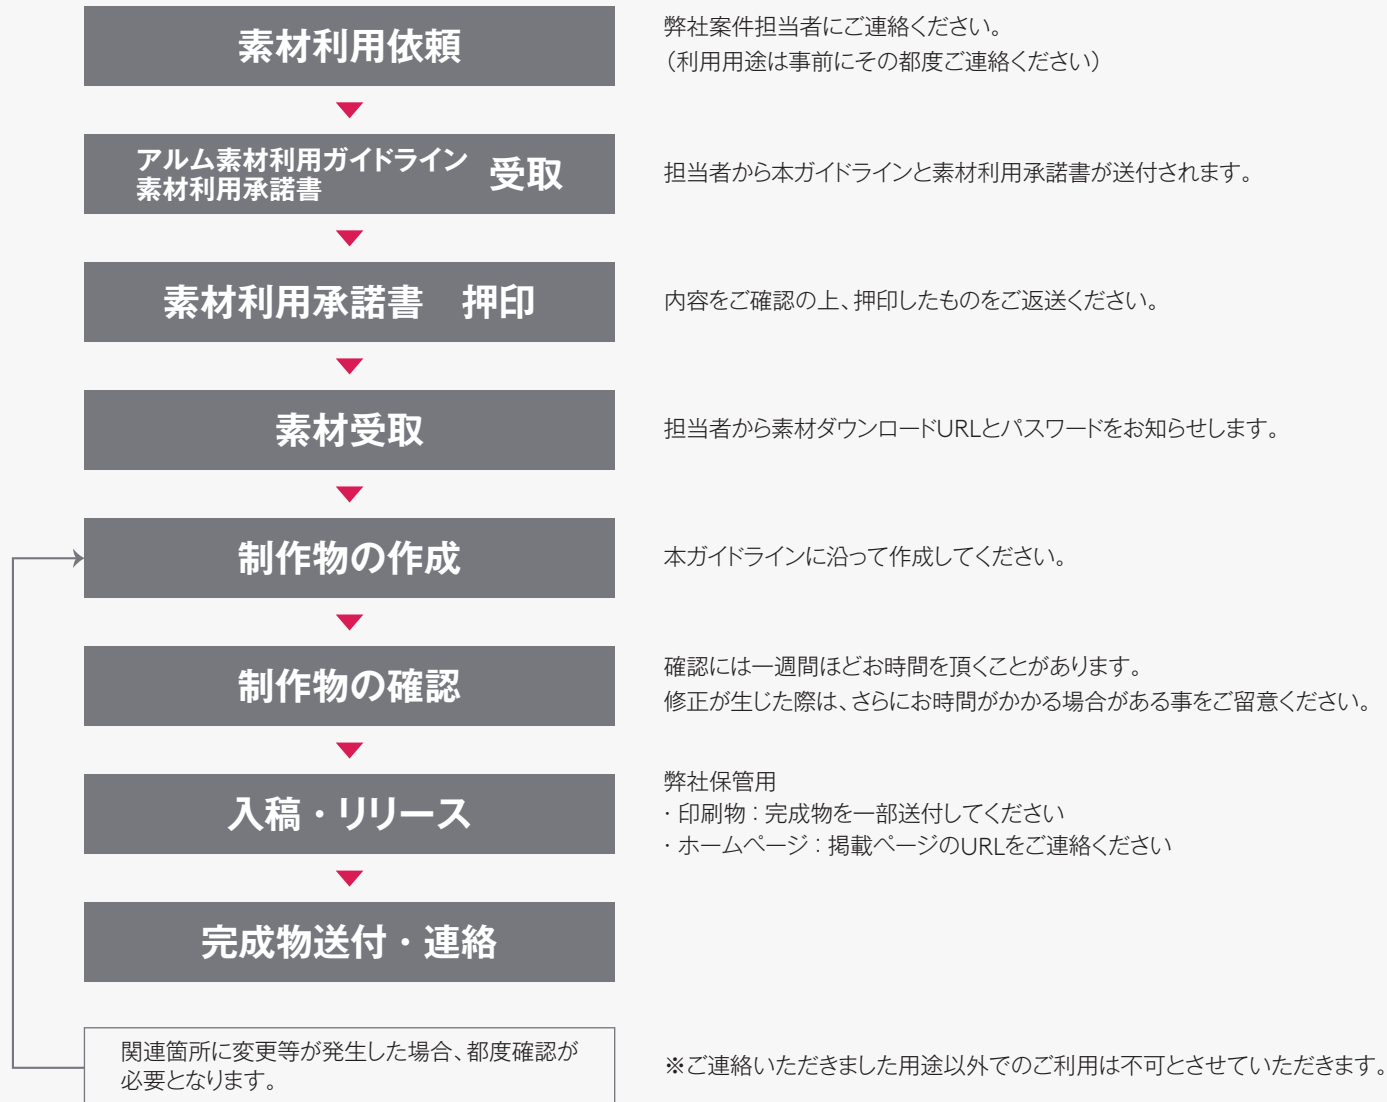 素材利用依頼
弊社案件担当者にご連絡ください。
（利用用途は事前にその都度ご連絡ください）
アルム素材利用ガイドライン
素材利用承諾書
受取
担当者から本ガイドラインと素材利用承諾書が送付されます。
素材利用承諾書　押印
内容をご確認の上、押印したものをご返送ください。
素材受取
担当者から素材ダウンロードURLとパスワードをお知らせします。
制作物の作成
本ガイドラインに沿って作成してください。
制作物の確認
確認には一週間ほどお時間を頂くことがあります。
修正が生じた際は、さらにお時間がかかる場合がある事をご留意ください。
入稿・リリース
弊社保管用
・印刷物：完成物を一部送付してください
・ホームページ：掲載ページのURLをご連絡ください
完成物送付・連絡
関連箇所に変更等が発生した場合、都度確認が
必要となります。
※ご連絡いただきました用途以外でのご利用は不可とさせていただきます。